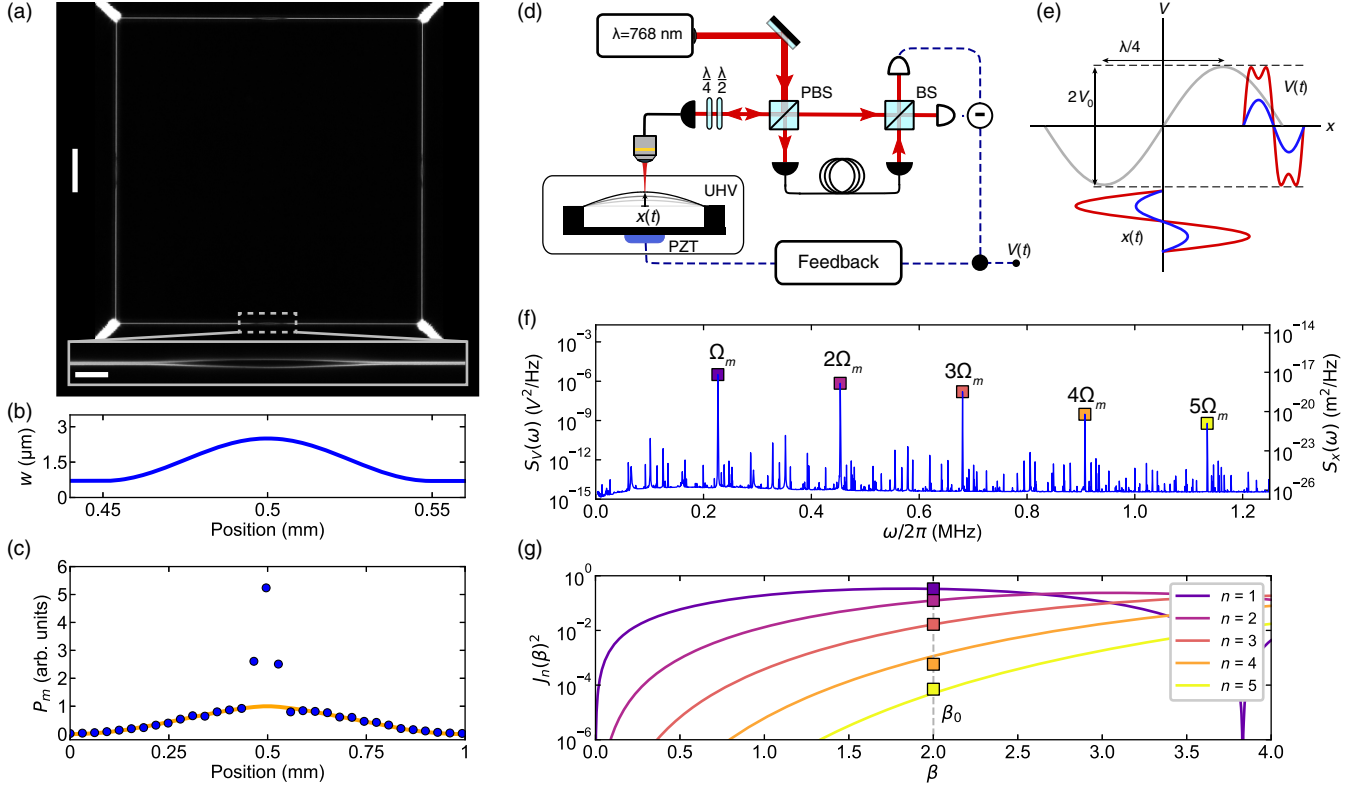 (a)
(b)
3
1.5
0
w (μm)
0.45
0.5
0.55
Position (mm)
(c)
6
5
4
3
2
1
0
P_m (arb. units)
0
0.25
0.5
0.75
1
Position (mm)
(d)
λ=768 nm
λ/4
λ/2
PBS
BS
−
UHV
x(t)
PZT
Feedback
V(t)
(e)
V
λ/4
2V_0
V(t)
x
x(t)
(f)
10^−3
10^−6
10^−9
10^−12
10^−15
S_V(ω) (V^2/Hz)
Ω_m
2Ω_m
3Ω_m
4Ω_m
5Ω_m
10^−14
10^−17
10^−20
10^−23
10^−26
S_x(ω) (m^2/Hz)
0.0
0.2
0.4
0.6
0.8
1.0
1.2
ω/2π (MHz)
(g)
10^0
10^−2
10^−4
10^−6
J_n(β)^2
β_0
n = 1
n = 2
n = 3
n = 4
n = 5
0.0
0.5
1.0
1.5
2.0
2.5
3.0
3.5
4.0
β